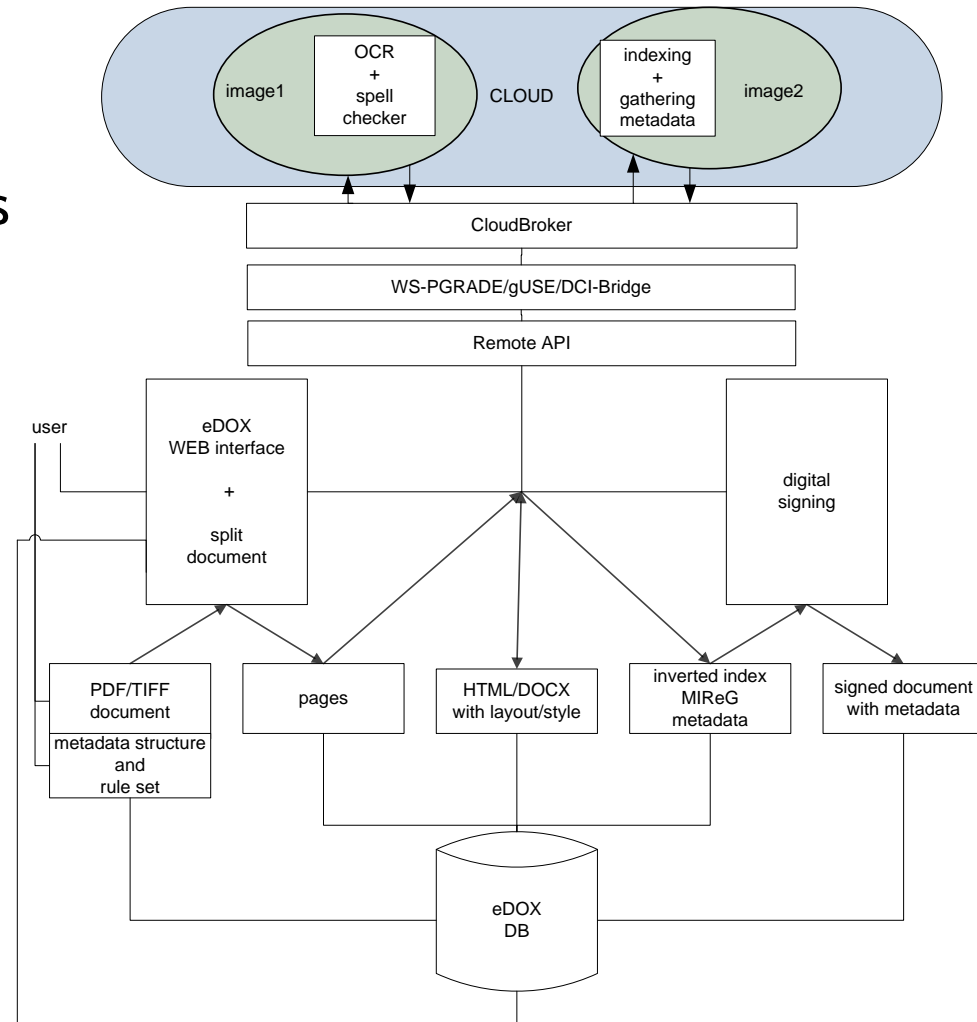 OCR
+
spell
checker
image1
CLOUD
indexing
+
gathering
metadata
image2
s
CloudBroker
WS-PGRADE/gUSE/DCI-Bridge
Remote API
user
eDOX
WEB interface
+
split
document
digital
signing
PDF/TIFF
document
metadata structure
and
rule set
pages
HTML/DOCX
with layout/style
inverted index
MIReG
metadata
signed document
with metadata
eDOX
DB